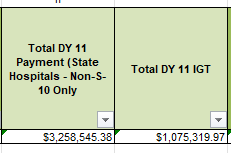 Total DY 11
Payment (State
Hospitals - Non-S-
10 Only
Total DY 11 IGT
$3,258,545.38
$1,075,319.97